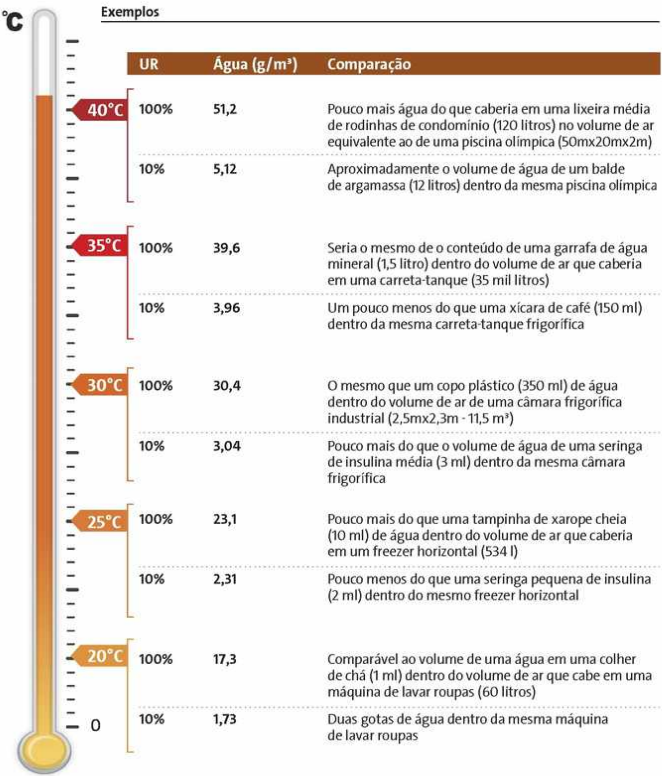 °C
Exemplos
UR Água (g/m³) Comparação
40°C 100% 51,2 Pouco mais água do que caberia em uma lixeira média
de rodinhas de condomínio (120 litros) no volume de ar
equivalente ao de uma piscina olímpica (50mx20mx2m)
10% 5,12 Aproximadamente o volume de água de um balde
de argamassa (12 litros) dentro da mesma piscina olímpica
35°C 100% 39,6 Seria o mesmo de o conteúdo de uma garrafa de água
mineral (1,5 litro) dentro do volume de ar que caberia
em uma carreta-tanque (35 mil litros)
10% 3,96 Um pouco menos do que uma xícara de café (150 ml)
dentro da mesma carreta-tanque frigorífica
30°C 100% 30,4 O mesmo que um copo plástico (350 ml) de água
dentro do volume de ar de uma câmara frigorífica
industrial (2,5mx2,3m - 11,5 m³)
10% 3,04 Pouco mais do que o volume de água de uma seringa
de insulina média (3 ml) dentro da mesma câmara
frigorífica
25°C 100% 23,1 Pouco mais do que uma tampinha de xarope cheia
(10 ml) de água dentro do volume de ar que caberia
em um freezer horizontal (534 l)
10% 2,31 Pouco menos do que uma seringa pequena de insulina
(2 ml) dentro do mesmo freezer horizontal
20°C 100% 17,3 Comparável ao volume de uma água em uma colher
de chá (1 ml) dentro do volume de ar que cabe em uma
máquina de lavar roupas (60 litros)
0 10% 1,73 Duas gotas de água dentro da mesma máquina
de lavar roupas